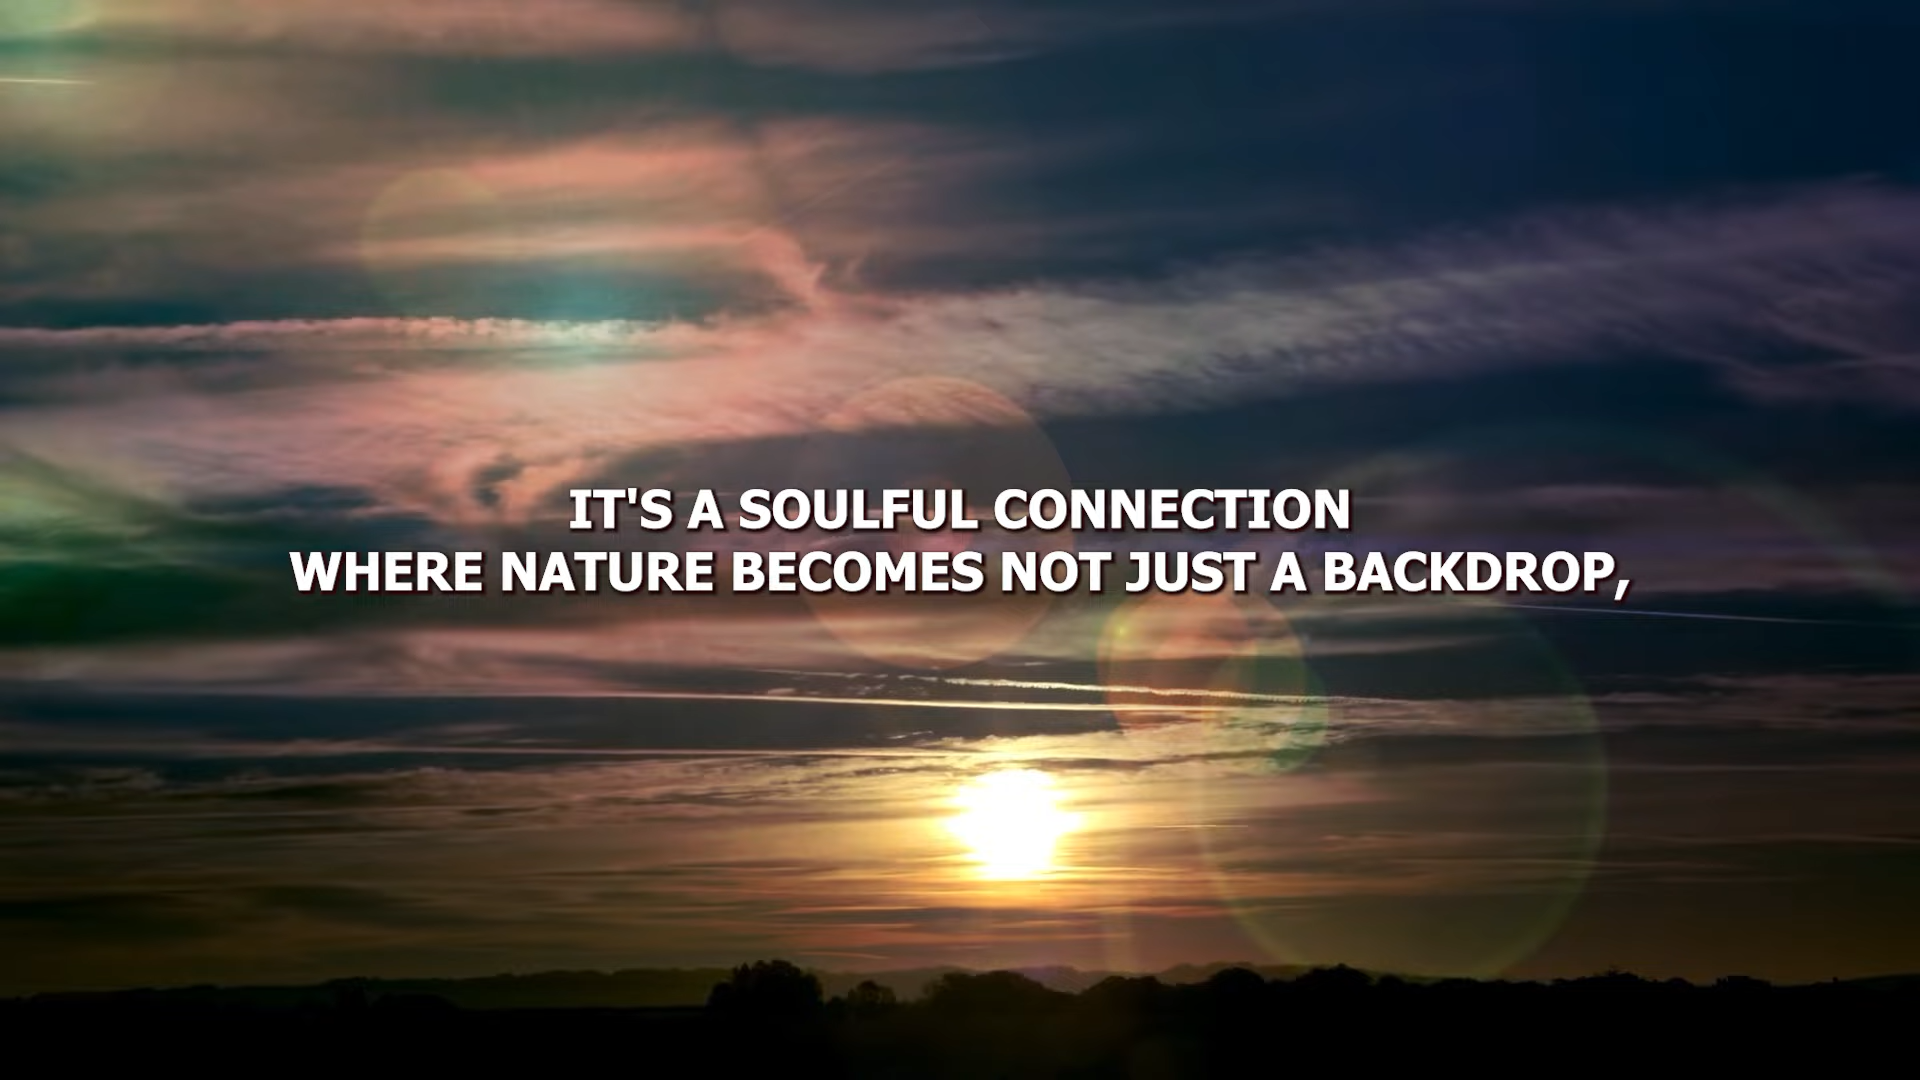 IT'S A SOULFUL CONNECTION
WHERE NATURE BECOMES NOT JUST A BACKDROP,